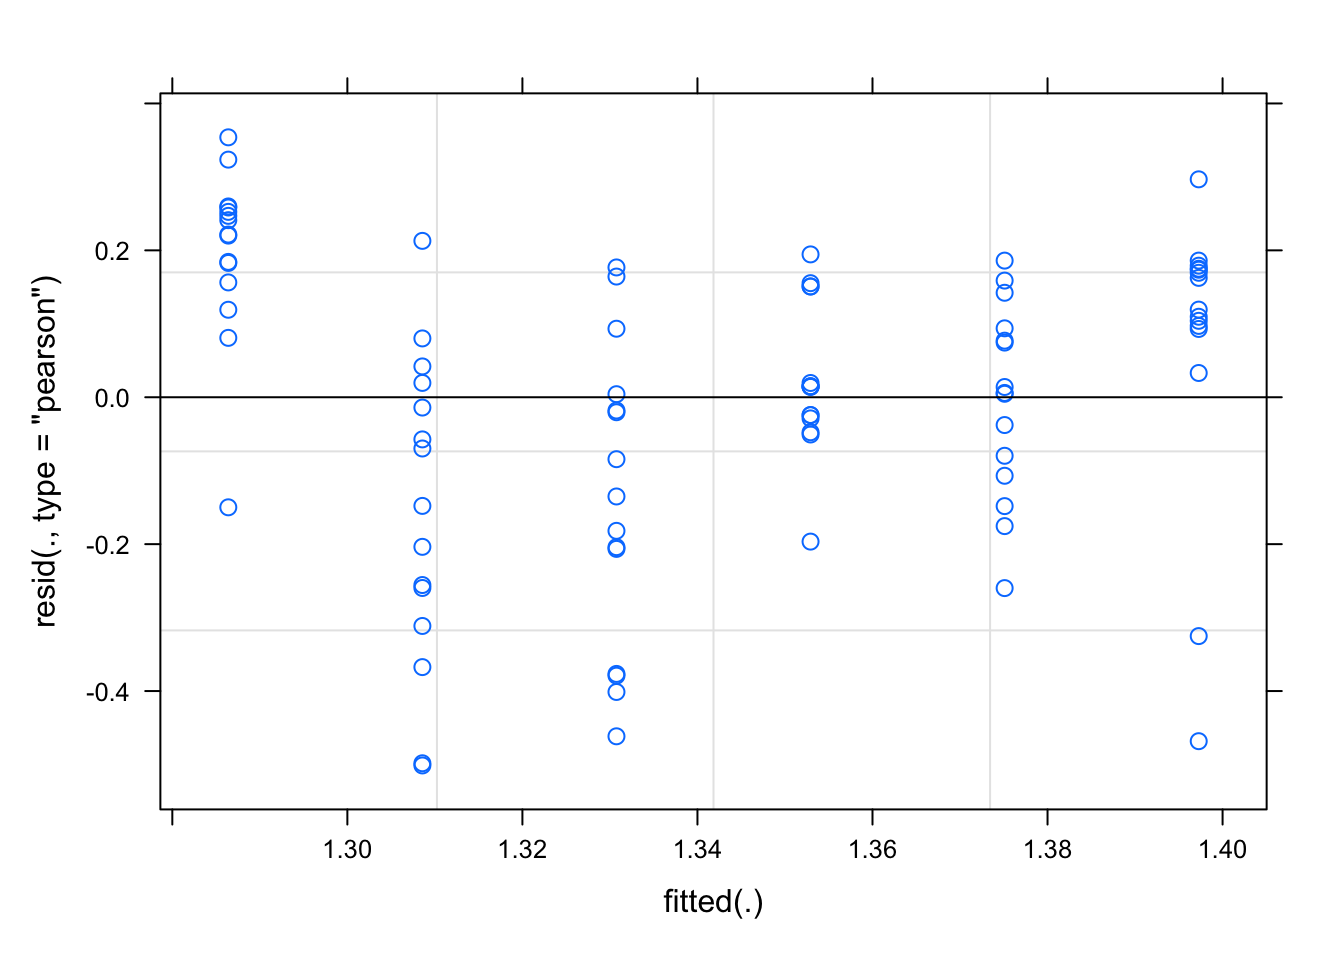 resid(., type = "pearson")
0.2
0.0
-0.2
-0.4
1.30 1.32 1.34 1.36 1.38 1.40
fitted(.)